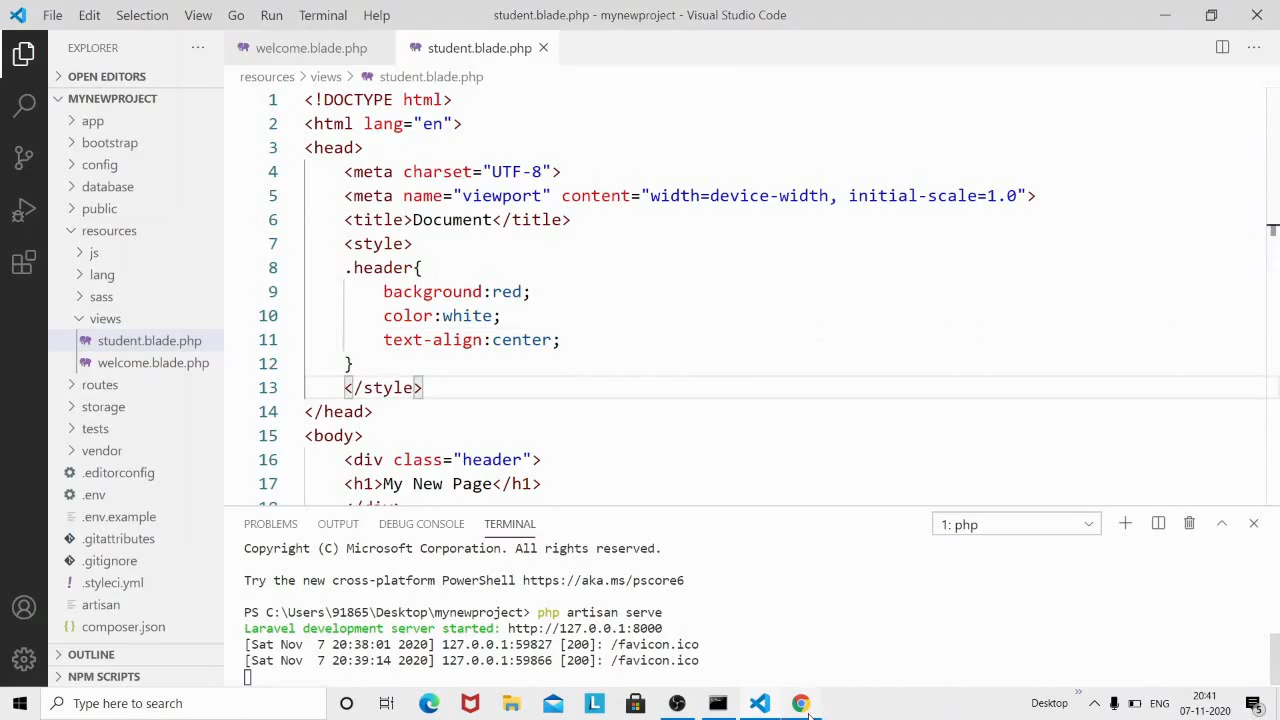 File Edit Selection View Go Run Terminal Help student.blade.php - mynewproject - Visual Studio Code
EXPLORER
OPEN EDITORS
MYNEWPROJECT
app
bootstrap
config
database
public
resources
js
lang
sass
views
student.blade.php
welcome.blade.php
routes
storage
tests
vendor
.editorconfig
.env
.env.example
.gitattributes
.gitignore
.styleci.yml
artisan
composer.json
OUTLINE
NPM SCRIPTS
welcome.blade.php student.blade.php
resources > views > student.blade.php
1 <!DOCTYPE html>
2 <html lang="en">
3 <head>
4 <meta charset="UTF-8">
5 <meta name="viewport" content="width=device-width, initial-scale=1.0">
6 <title>Document</title>
7 <style>
8 .header{
9 background:red;
10 color:white;
11 text-align:center;
12 }
13 </style>
14 </head>
15 <body>
16 <div class="header">
17 <h1>My New Page</h1>
18 </div>
PROBLEMS OUTPUT DEBUG CONSOLE TERMINAL 1: php
Copyright (C) Microsoft Corporation. All rights reserved.
Try the new cross-platform PowerShell https://aka.ms/pscore6
PS C:\Users\91865\Desktop\mynewproject> php artisan serve
Laravel development server started: http://127.0.0.1:8000
[Sat Nov  7 20:38:01 2020] 127.0.0.1:59827 [200]: /favicon.ico
[Sat Nov  7 20:39:14 2020] 127.0.0.1:59866 [200]: /favicon.ico
Type here to search
Desktop
ENG
20:41
07-11-2020
5